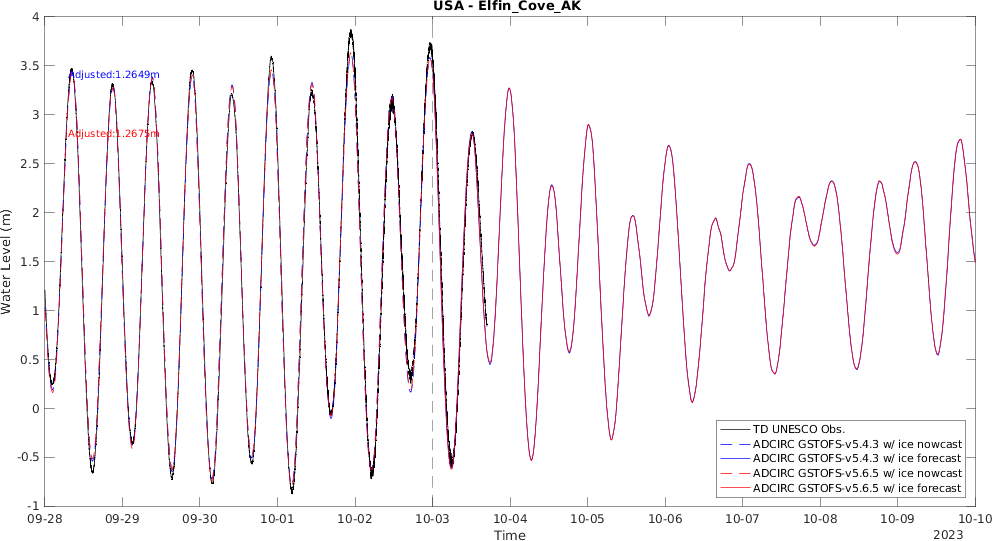 USA - Elfin_Cove_AK
Water Level (m)
4
3.5
3
2.5
2
1.5
1
0.5
0
-0.5
-1
Adjusted:1.2649m
Adjusted:1.2675m
TD UNESCO Obs.
ADCIRC GSTOFS-v5.4.3 w/ ice nowcast
ADCIRC GSTOFS-v5.4.3 w/ ice forecast
ADCIRC GSTOFS-v5.6.5 w/ ice nowcast
ADCIRC GSTOFS-v5.6.5 w/ ice forecast
09-28 09-29 09-30 10-01 10-02 10-03 10-04 10-05 10-06 10-07 10-08 10-09 10-10
Time
2023